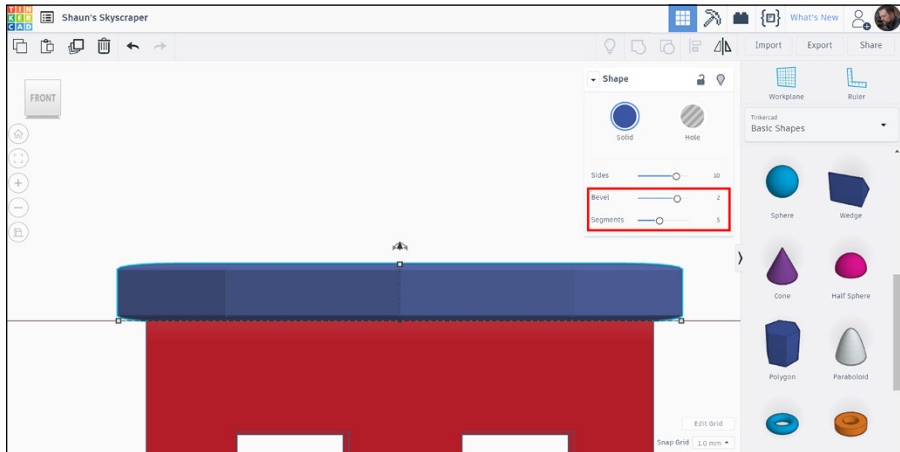 TIN
KER
CAD
Shaun's Skyscraper
What's New
Import Export Share
FRONT
Shape
Solid Hole
Sides 10
Bevel 2
Segments 5
Workplane Ruler
Tinkercad
Basic Shapes
Sphere Wedge
Cone Half Sphere
Polygon Paraboloid
Edit Grid
Snap Grid 1.0 mm